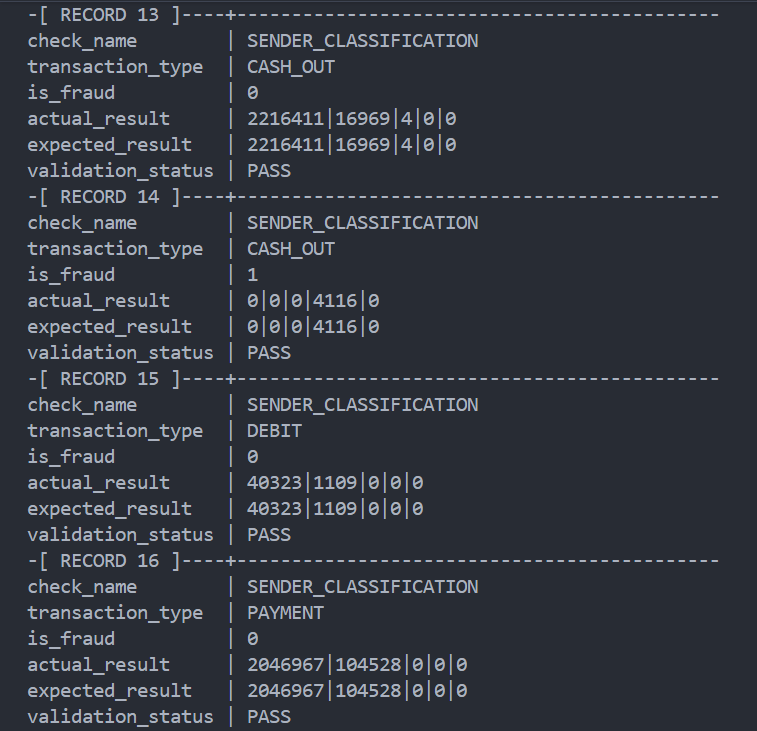 -[ RECORD 13 ]----+--------------------------------------------
check_name        | SENDER_CLASSIFICATION
transaction_type  | CASH_OUT
is_fraud          | 0
actual_result     | 2216411|16969|4|0|0
expected_result   | 2216411|16969|4|0|0
validation_status | PASS
-[ RECORD 14 ]----+--------------------------------------------
check_name        | SENDER_CLASSIFICATION
transaction_type  | CASH_OUT
is_fraud          | 1
actual_result     | 0|0|0|4116|0
expected_result   | 0|0|0|4116|0
validation_status | PASS
-[ RECORD 15 ]----+--------------------------------------------
check_name        | SENDER_CLASSIFICATION
transaction_type  | DEBIT
is_fraud          | 0
actual_result     | 40323|1109|0|0|0
expected_result   | 40323|1109|0|0|0
validation_status | PASS
-[ RECORD 16 ]----+--------------------------------------------
check_name        | SENDER_CLASSIFICATION
transaction_type  | PAYMENT
is_fraud          | 0
actual_result     | 2046967|104528|0|0|0
expected_result   | 2046967|104528|0|0|0
validation_status | PASS